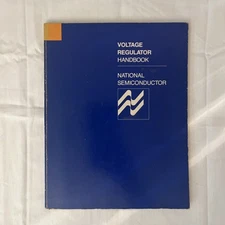 VOLTAGE
REGULATOR
HANDBOOK
NATIONAL
SEMICONDUCTOR